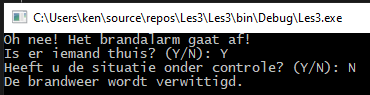 C:\Users\ken\source\repos\Les3\Les3\bin\Debug\Les3.exe
Oh nee! Het brandalarm gaat af!
Is er iemand thuis? (Y/N): Y
Heeft u de situatie onder controle? (Y/N): N
De brandweer wordt verwittigd.